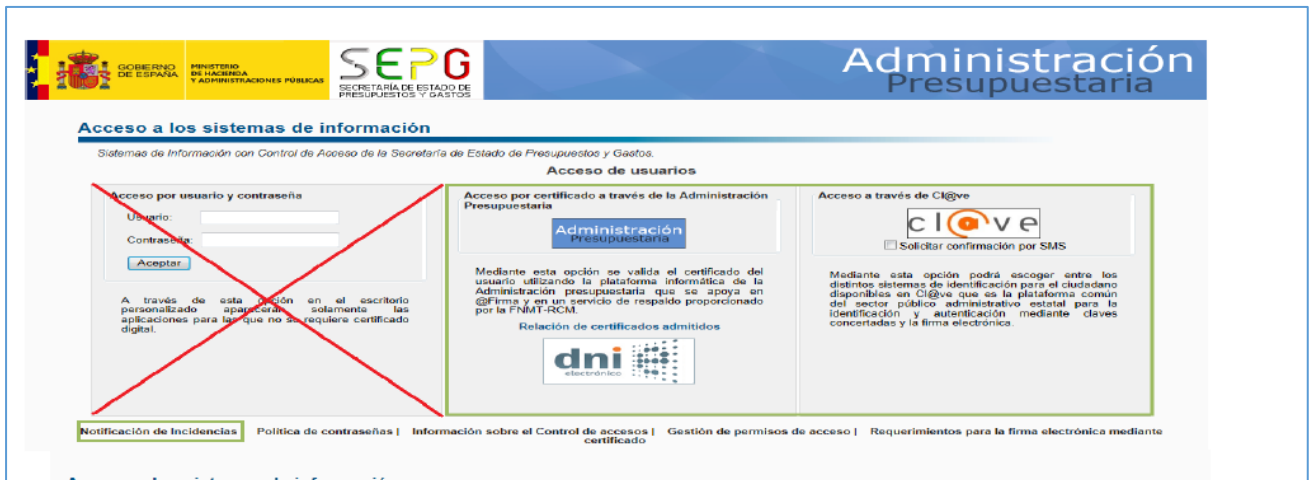 GOBIERNO
DE ESPAÑA
MINISTERIO
DE HACIENDA
Y ADMINISTRACIONES PÚBLICAS
SEPG
SECRETARÍA DE ESTADO DE
PRESUPUESTOS Y GASTOS
Administración
Presupuestaria
Acceso a los sistemas de información
Sistemas de Información con Control de Acceso de la Secretaría de Estado de Presupuestos y Gastos.
Acceso de usuarios
Acceso por usuario y contraseña
Usuario:
Contraseña:
Aceptar
A través de esta opción en el escritorio
personalizado aparecerán solamente las
aplicaciones para las que no se requiere certificado
digital.
Acceso por certificado a través de la Administración
Presupuestaria
Administración
Presupuestaria
Mediante esta opción se valida el certificado del
usuario utilizando la plataforma informática de la
Administración presupuestaria que se apoya en
@Firma y en un servicio de respaldo proporcionado
por la FNMT-RCM.
Relación de certificados admitidos
dni
electrónico
Acceso a través de Cl@ve
cl@ve
Solicitar confirmación por SMS
Mediante esta opción podrá escoger entre los
distintos sistemas de identificación para el ciudadano
disponibles en Cl@ve que es la plataforma común
del sector público administrativo estatal para la
identificación y autenticación mediante claves
concertadas y la firma electrónica.
Notificación de Incidencias Política de contraseñas | Información sobre el Control de accesos | Gestión de permisos de acceso | Requerimientos para la firma electrónica mediante
certificado